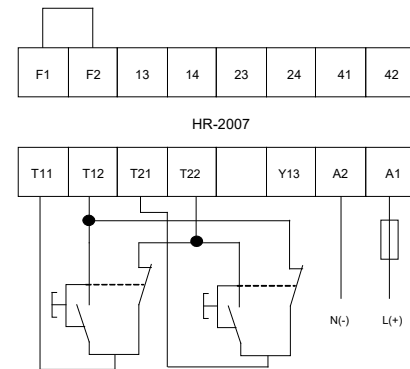 F1 F2 13 14 23 24 41 42
HR-2007
T11 T12 T21 T22 Y13 A2 A1
N(-) L(+)